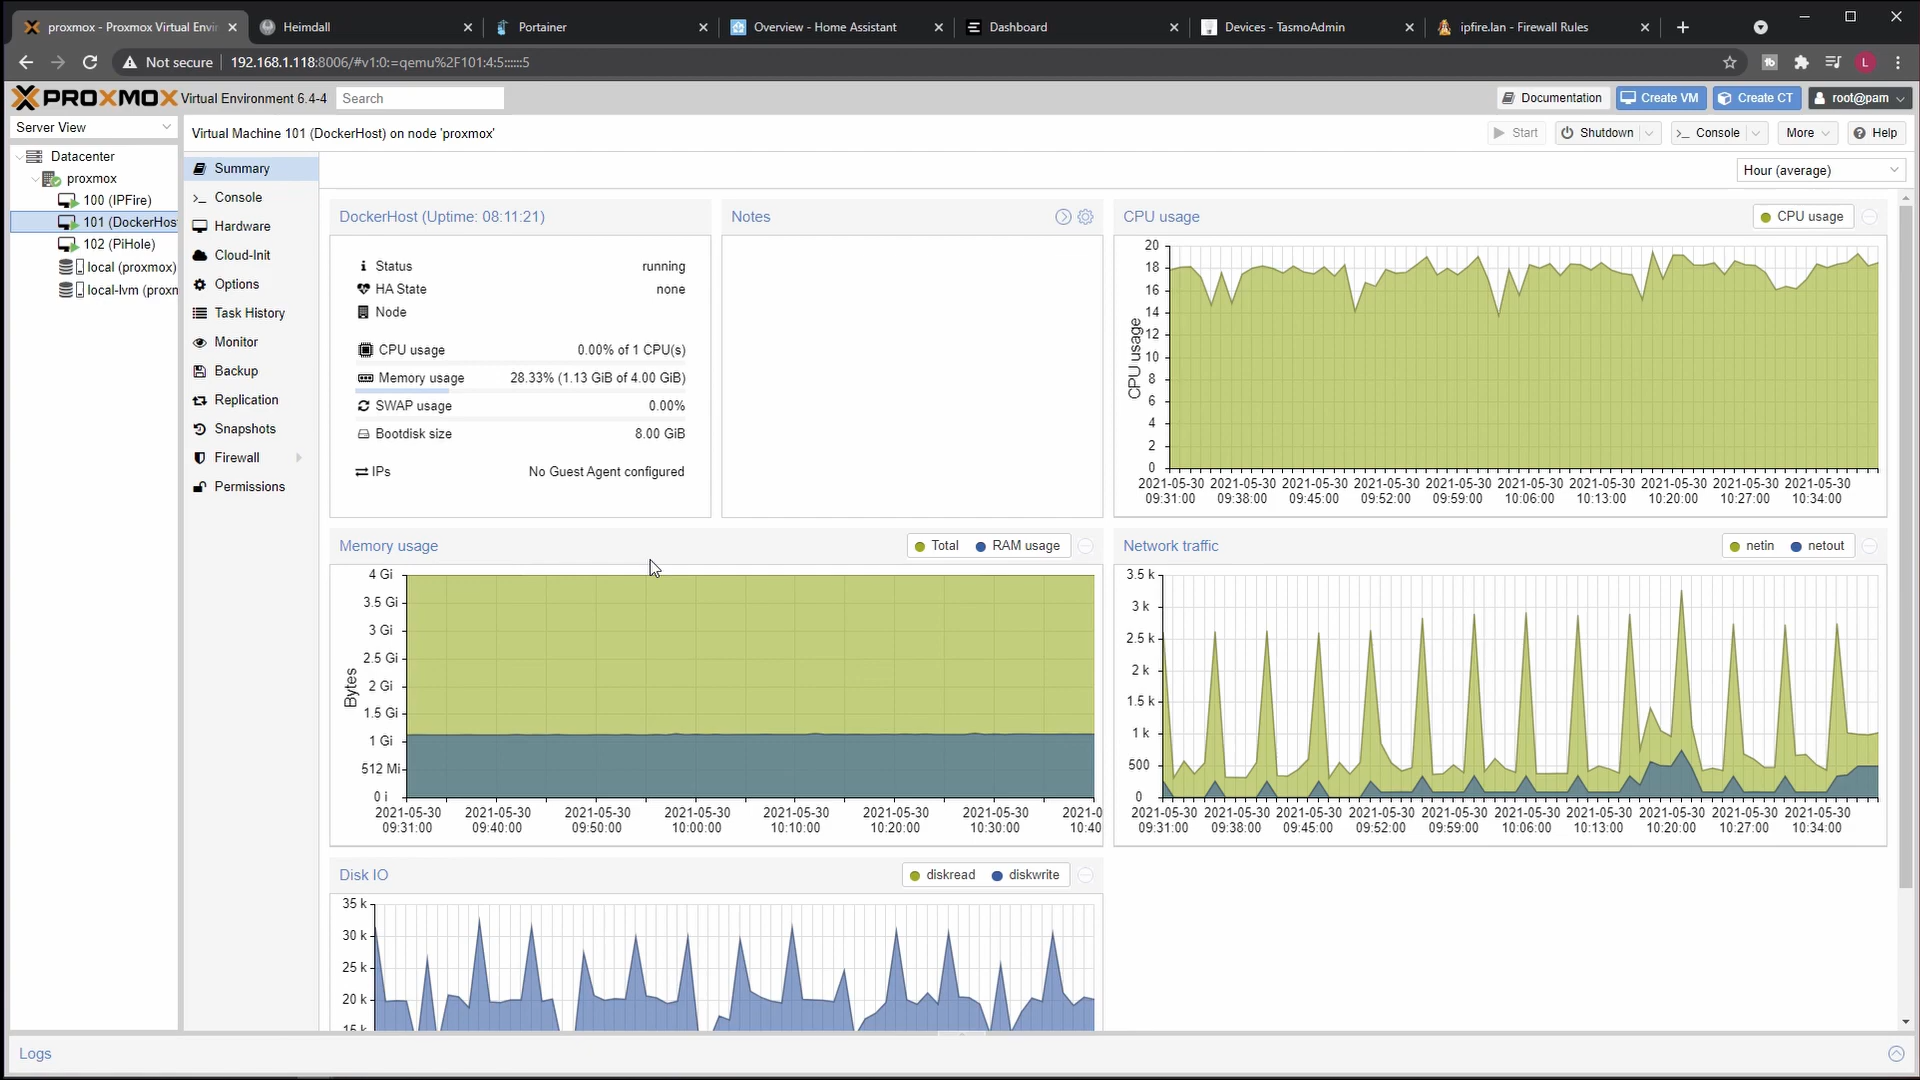 proxmox - Proxmox Virtual Envir
Heimdall
Portainer
Overview - Home Assistant
Dashboard
Devices - TasmoAdmin
ipfire.lan - Firewall Rules
Not secure
192.168.1.118:8006/#v1:0:=qemu%2F101:4:5::::::5
L
PROXMOX Virtual Environment 6.4-4
Search
Documentation
Create VM
Create CT
root@pam
Server View
Virtual Machine 101 (DockerHost) on node 'proxmox'
Start
Shutdown
Console
More
Help
Datacenter
proxmox
100 (IPFire)
101 (DockerHost
102 (PiHole)
local (proxmox)
local-lvm (proxn
Summary
Console
Hardware
Cloud-Init
Options
Task History
Monitor
Backup
Replication
Snapshots
Firewall
Permissions
Hour (average)
DockerHost (Uptime: 08:11:21)
Status running
HA State none
Node
CPU usage 0.00% of 1 CPU(s)
Memory usage 28.33% (1.13 GiB of 4.00 GiB)
SWAP usage 0.00%
Bootdisk size 8.00 GiB
IPs No Guest Agent configured
Notes
CPU usage
CPU usage
CPU usage
20
18
16
14
12
10
8
6
4
2
0
2021-05-30 2021-05-30 2021-05-30 2021-05-30 2021-05-30 2021-05-30 2021-05-30 2021-05-30 2021-05-30 2021-05-30
09:31:00 09:38:00 09:45:00 09:52:00 09:59:00 10:06:00 10:13:00 10:20:00 10:27:00 10:34:00
Memory usage
Total RAM usage
Bytes
4 Gi
3.5 Gi
3 Gi
2.5 Gi
2 Gi
1.5 Gi
1 Gi
512 Mi
0 i
2021-05-30 2021-05-30 2021-05-30 2021-05-30 2021-05-30 2021-05-30 2021-05-30 2021-0
09:31:00 09:40:00 09:50:00 10:00:00 10:10:00 10:20:00 10:30:00 10:40
Network traffic
netin netout
3.5 k
3 k
2.5 k
2 k
1.5 k
1 k
500
0
2021-05-30 2021-05-30 2021-05-30 2021-05-30 2021-05-30 2021-05-30 2021-05-30 2021-05-30 2021-05-30 2021-05-30
09:31:00 09:38:00 09:45:00 09:52:00 09:59:00 10:06:00 10:13:00 10:20:00 10:27:00 10:34:00
Disk IO
diskread diskwrite
35 k
30 k
25 k
20 k
15 k
Logs